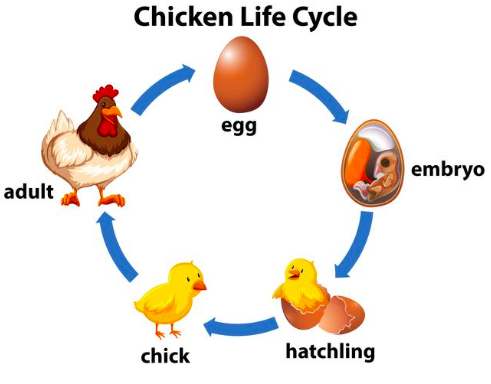 Chicken Life Cycle
egg
embryo
adult
hatchling
chick